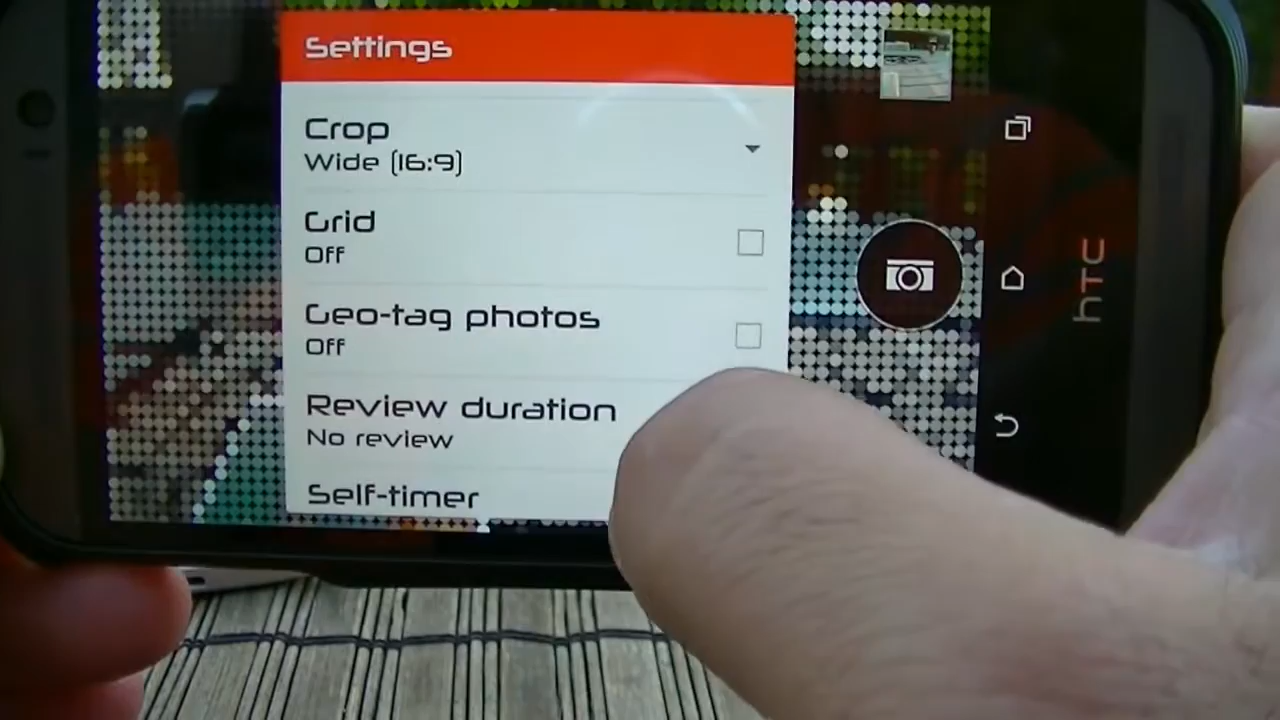 Settings
Crop
Wide (16:9)
Grid
Off
Geo-tag photos
Off
Review duration
No review
Self-timer
hTC